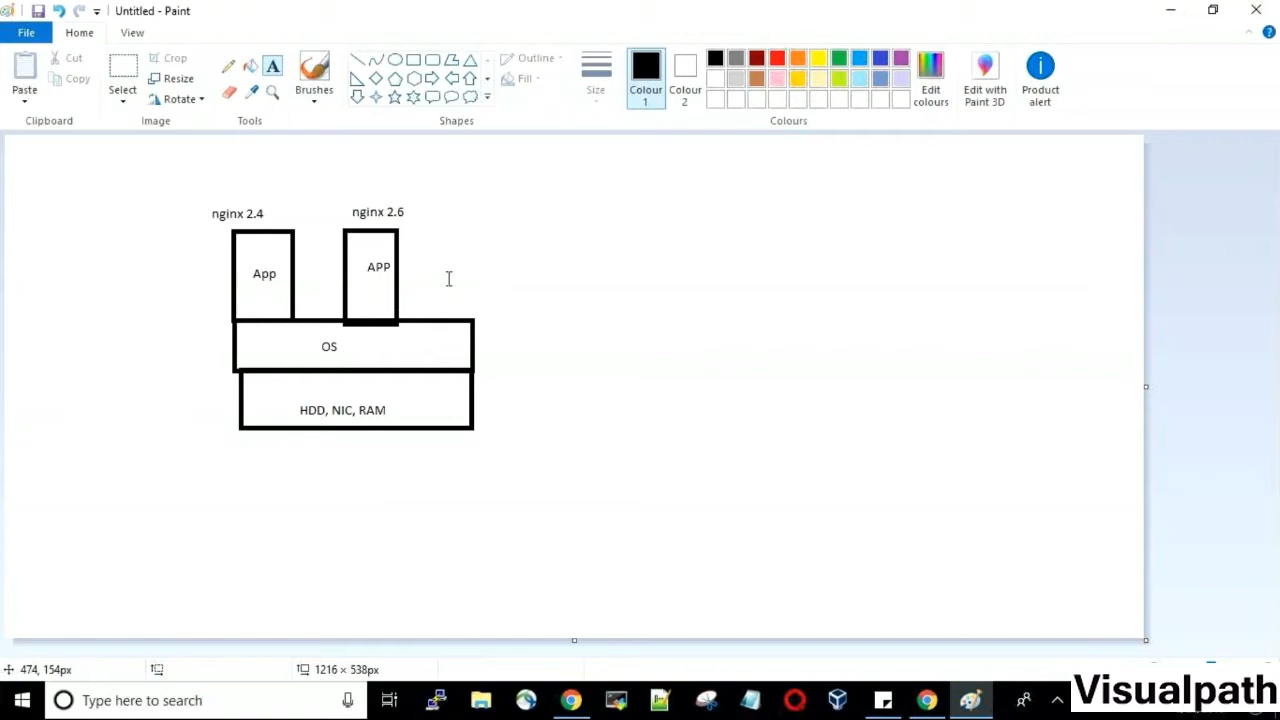 Untitled - Paint
File
Home
View
Paste
Cut
Copy
Clipboard
Select
Crop
Resize
Rotate
Image
A
Tools
Brushes
Shapes
Outline
Fill
Size
Colour 1
Colour 2
Edit colours
Colours
Edit with Paint 3D
Product alert
nginx 2.4
nginx 2.6
App
APP
OS
HDD, NIC, RAM
474, 154px
1216 × 538px
Type here to search
Visualpath